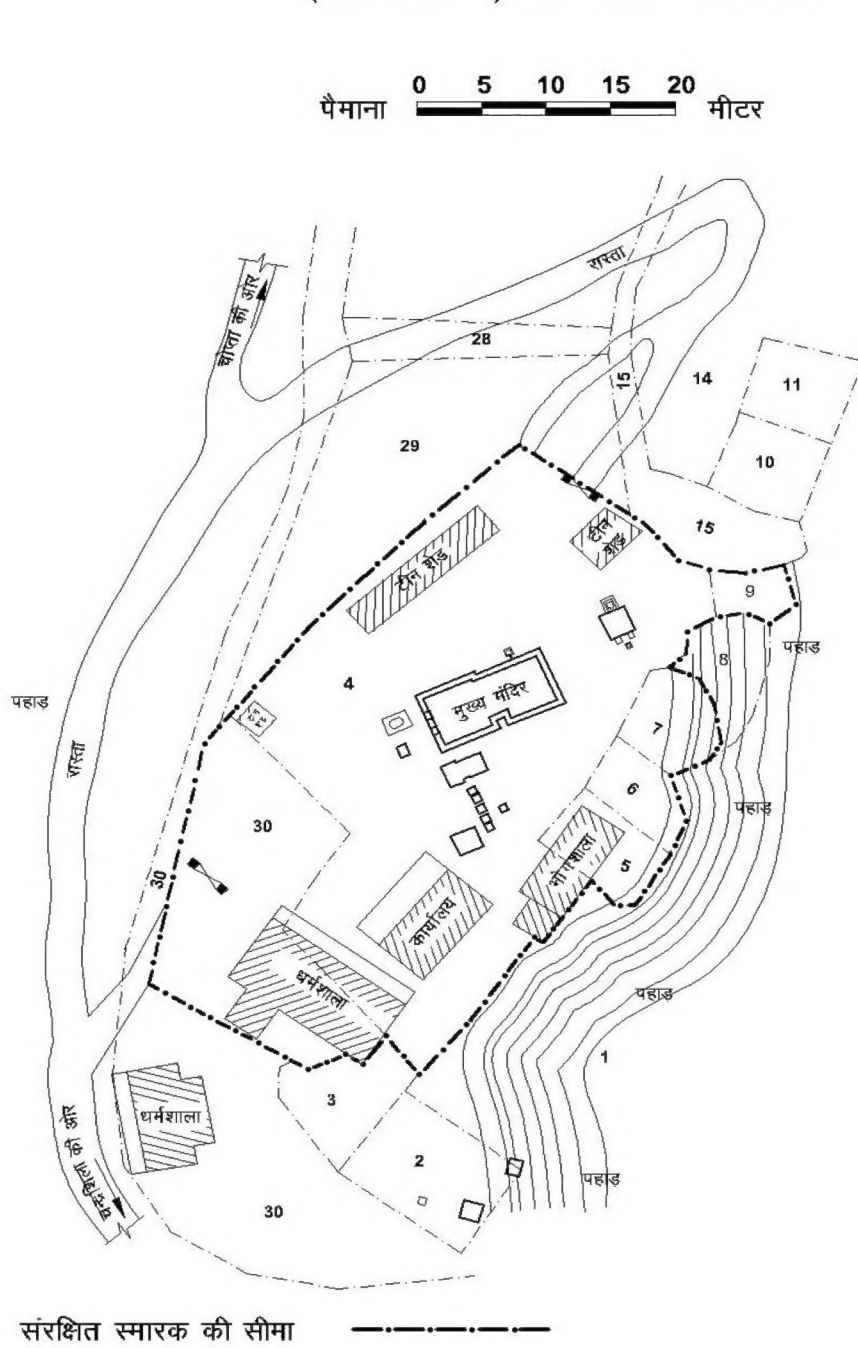 0 5 10 15 20
पैमाना मीटर
रास्ता
चोप्ता की ओर
28
15
14
11
29
10
15
टीन शेड
टीन शेड
9
8
पहाड़
4
मुख्य मंदिर
7
पहाड़
रास्ता
6
पहाड़
30
5
भोगशाला
30
कार्यालय
धर्मशाला
पहाड़
1
धर्मशाला
3
2
चन्द्रशिला की ओर
पहाड़
30
संरक्षित स्मारक की सीमा